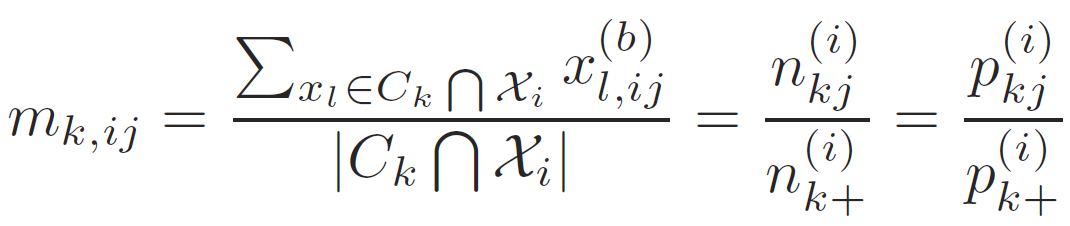 $m_{k,ij} = \frac{\sum_{x_l \in C_k \bigcap \mathcal{X}_i} x_{l,ij}^{(b)}}{|C_k \bigcap \mathcal{X}_i|} = \frac{n_{kj}^{(i)}}{n_{k+}^{(i)}} = \frac{p_{kj}^{(i)}}{p_{k+}^{(i)}}$